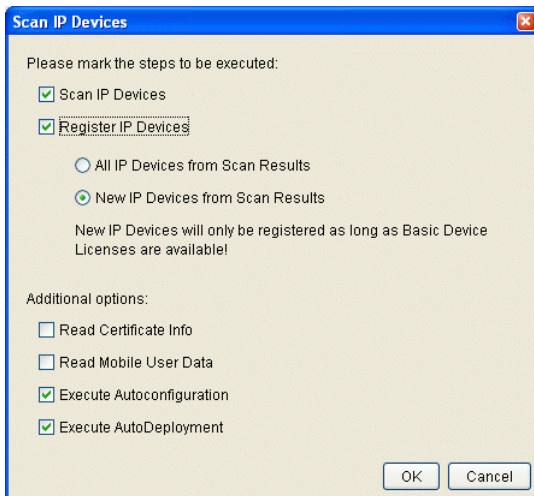 Scan IP Devices
Please mark the steps to be executed:
Scan IP Devices
Register IP Devices
All IP Devices from Scan Results
New IP Devices from Scan Results
New IP Devices will only be registered as long as Basic Device
Licenses are available!
Additional options:
Read Certificate Info
Read Mobile User Data
Execute Autoconfiguration
Execute AutoDeployment
OK Cancel